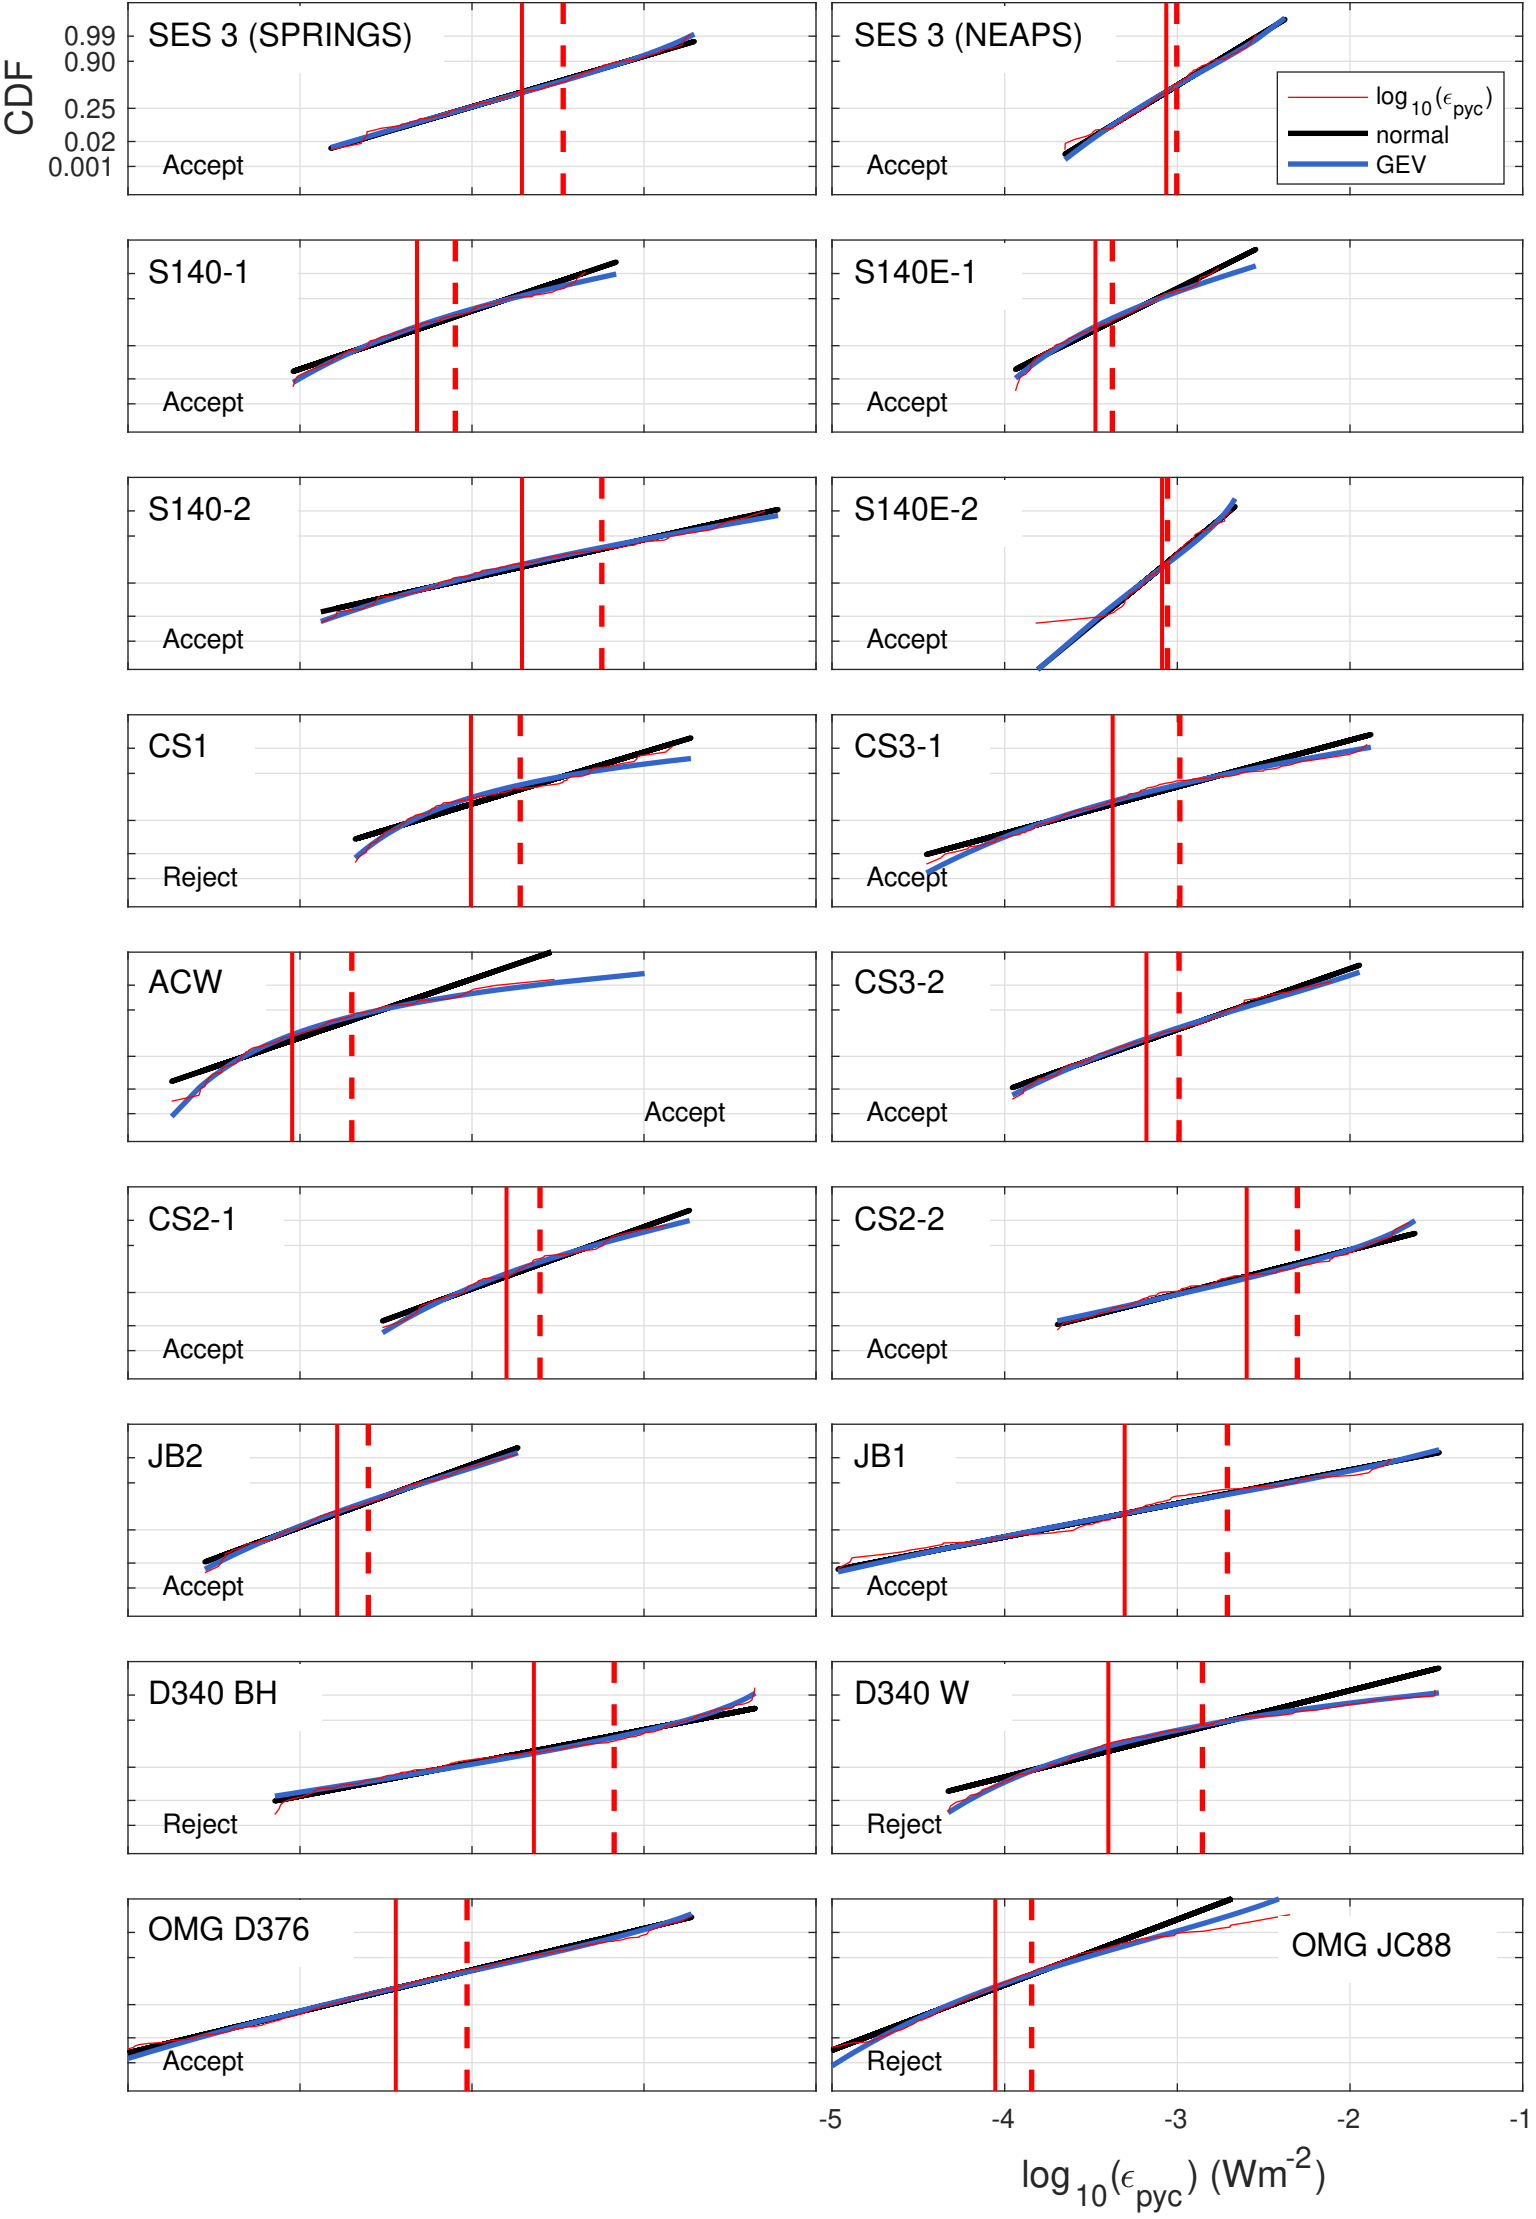 SES 3 (SPRINGS)
SES 3 (NEAPS)
0.99
0.90
0.25
0.02
0.001
CDF
log10(ϵpyc)
normal
GEV
Accept
Accept
S140-1
S140E-1
Accept
Accept
S140-2
S140E-2
Accept
Accept
CS1
CS3-1
Reject
Accept
ACW
CS3-2
Accept
Accept
CS2-1
CS2-2
Accept
Accept
JB2
JB1
Accept
Accept
D340 BH
D340 W
Reject
Reject
OMG D376
OMG JC88
Accept
Reject
-5 -4 -3 -2 -1
log10(ϵpyc) (Wm-2)